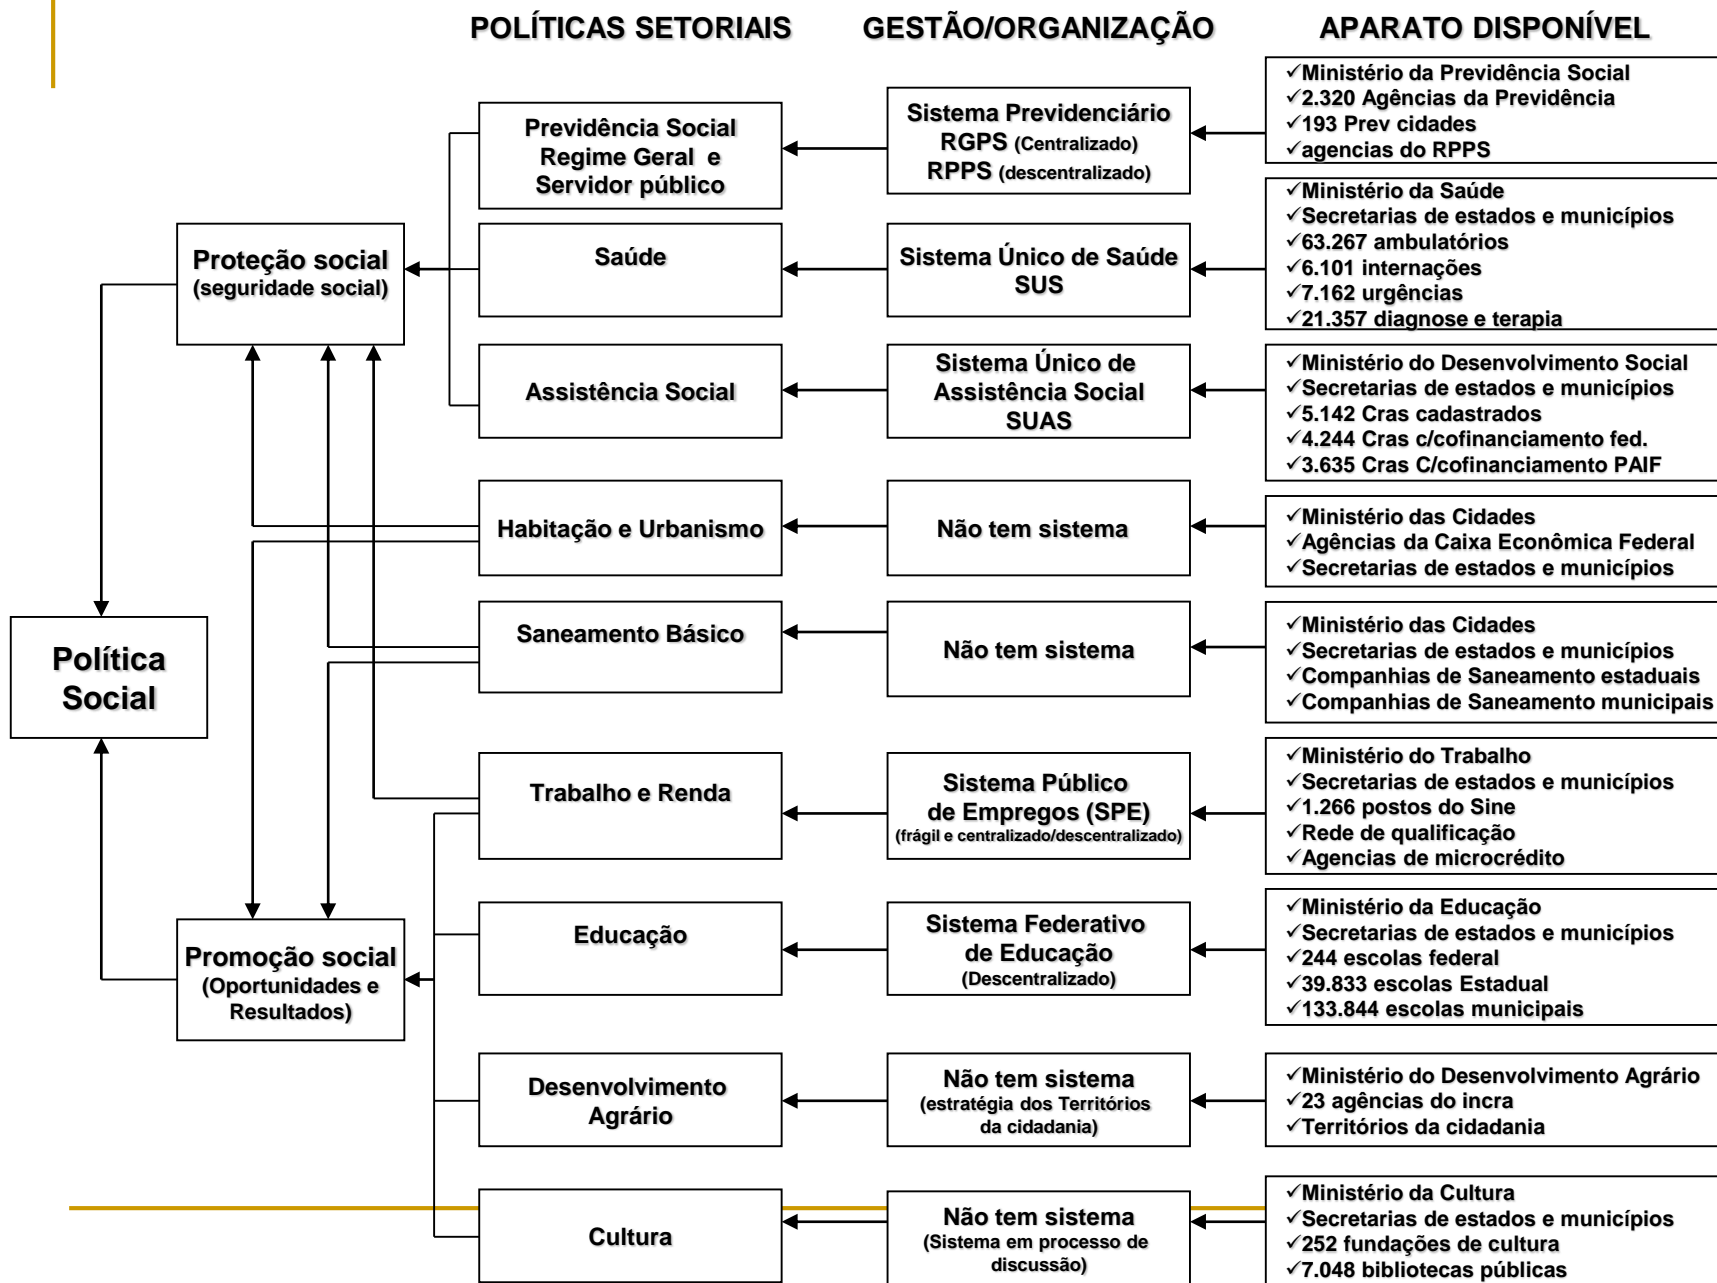 POLÍTICAS SETORIAIS
GESTÃO/ORGANIZAÇÃO
APARATO DISPONÍVEL
Política
Social
Proteção social
(seguridade social)
Promoção social
(Oportunidades e
Resultados)
Previdência Social
Regime Geral e
Servidor público
Sistema Previdenciário
RGPS (Centralizado)
RPPS (descentralizado)
✓Ministério da Previdência Social
✓2.320 Agências da Previdência
✓193 Prev cidades
✓agencias do RPPS
Saúde
Sistema Único de Saúde
SUS
✓Ministério da Saúde
✓Secretarias de estados e municípios
✓63.267 ambulatórios
✓6.101 internações
✓7.162 urgências
✓21.357 diagnose e terapia
Assistência Social
Sistema Único de
Assistência Social
SUAS
✓Ministério do Desenvolvimento Social
✓Secretarias de estados e municípios
✓5.142 Cras cadastrados
✓4.244 Cras c/cofinanciamento fed.
✓3.635 Cras C/cofinanciamento PAIF
Habitação e Urbanismo
Não tem sistema
✓Ministério das Cidades
✓Agências da Caixa Econômica Federal
✓Secretarias de estados e municípios
Saneamento Básico
Não tem sistema
✓Ministério das Cidades
✓Secretarias de estados e municípios
✓Companhias de Saneamento estaduais
✓Companhias de Saneamento municipais
Trabalho e Renda
Sistema Público
de Empregos (SPE)
(frágil e centralizado/descentralizado)
✓Ministério do Trabalho
✓Secretarias de estados e municípios
✓1.266 postos do Sine
✓Rede de qualificação
✓Agencias de microcrédito
Educação
Sistema Federativo
de Educação
(Descentralizado)
✓Ministério da Educação
✓Secretarias de estados e municípios
✓244 escolas federal
✓39.833 escolas Estadual
✓133.844 escolas municipais
Desenvolvimento
Agrário
Não tem sistema
(estratégia dos Territórios
da cidadania)
✓Ministério do Desenvolvimento Agrário
✓23 agências do incra
✓Territórios da cidadania
Cultura
Não tem sistema
(Sistema em processo de
discussão)
✓Ministério da Cultura
✓Secretarias de estados e municípios
✓252 fundações de cultura
✓7.048 bibliotecas públicas